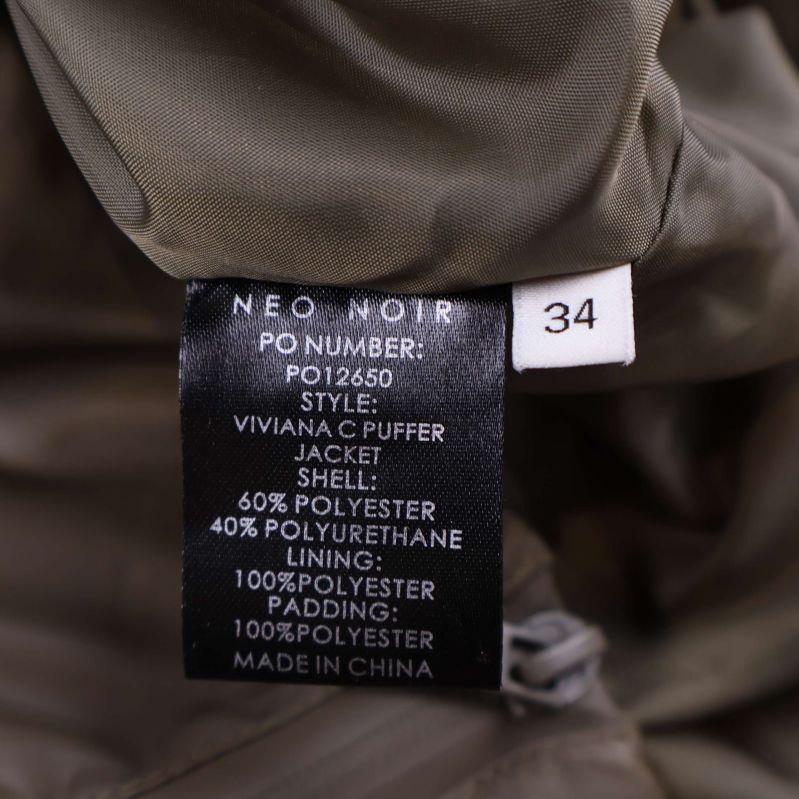 NEO NOIR
34
PO NUMBER:
PO12650
STYLE:
VIVIANA C PUFFER
JACKET
SHELL:
60% POLYESTER
40% POLYURETHANE
LINING:
100%POLYESTER
PADDING:
100%POLYESTER
MADE IN CHINA